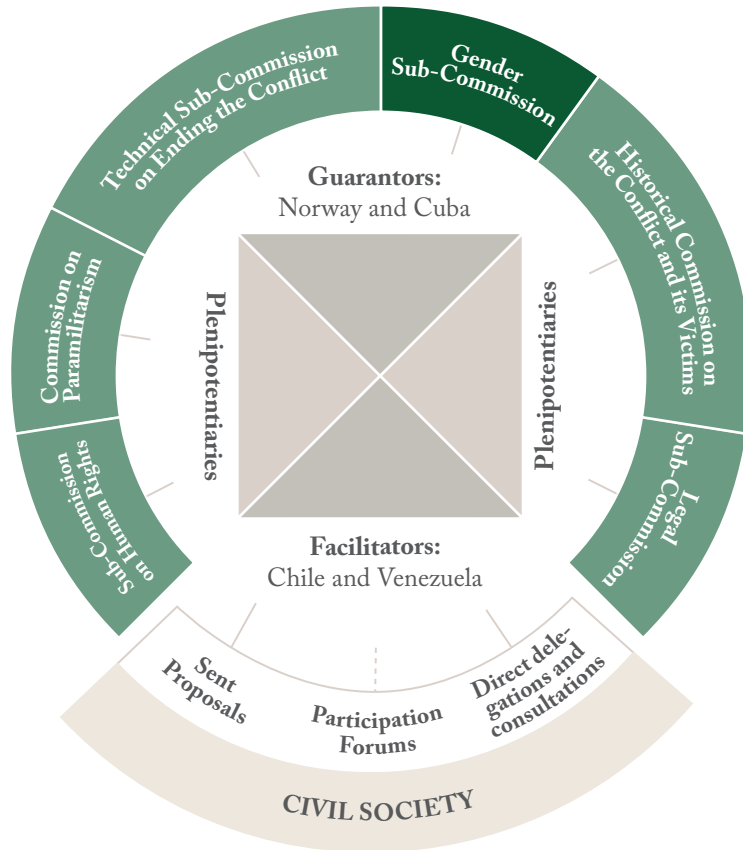 Technical Sub-Commission
on Ending the Conflict
Gender
Sub-Commission
Historical Commission on
the Conflict and its Victims
Legal
Sub-Commission
Commission on
Paramilitarism
Sub-Commission
on Human Rights
Guarantors:
Norway and Cuba
Plenipotentiaries
Plenipotentiaries
Facilitators:
Chile and Venezuela
Sent
Proposals
Participation
Forums
Direct dele-
gations and
consultations
CIVIL SOCIETY